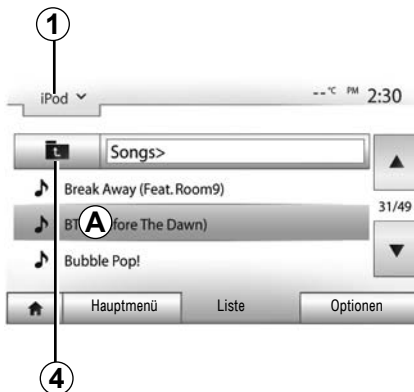 1
iPod
--°C PM 2:30
Songs>
Break Away (Feat. Room9)
31/49
BT A fore The Dawn)
Bubble Pop!
Hauptmenü Liste Optionen
4